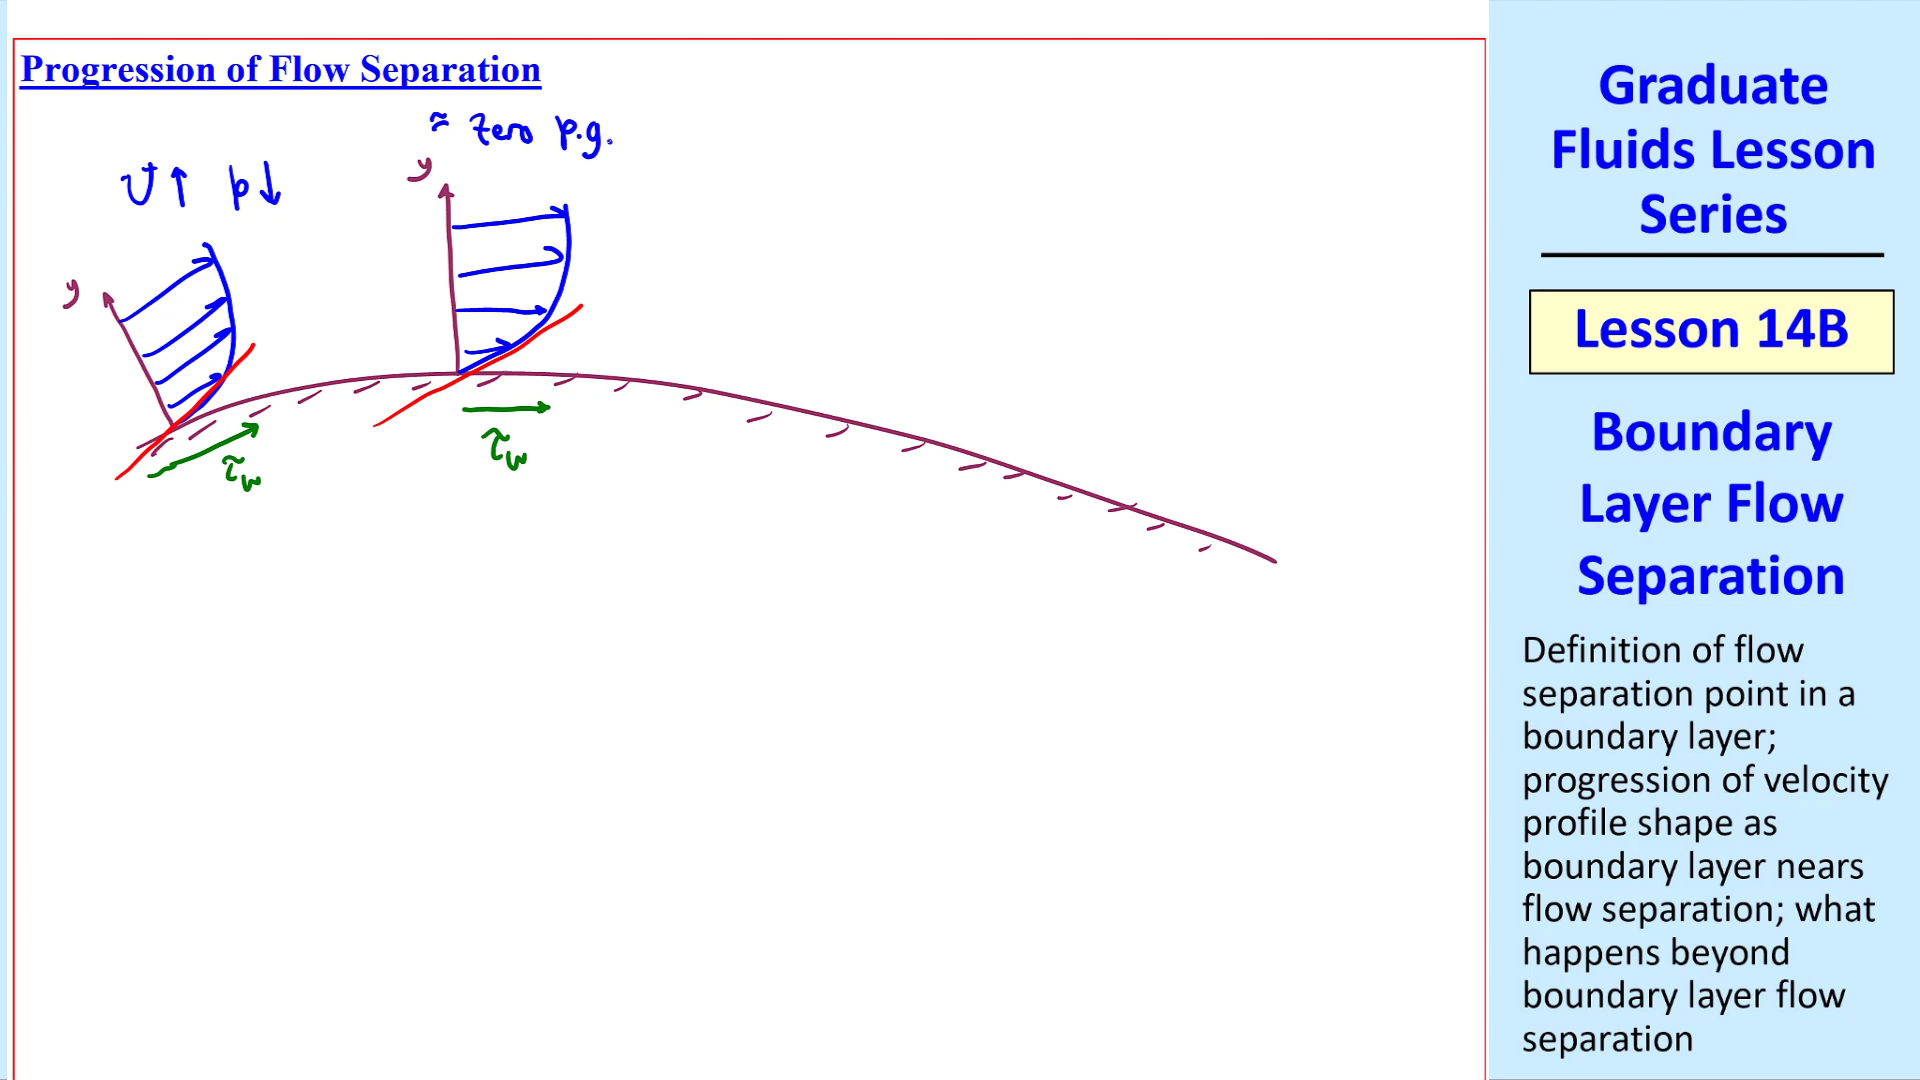 Progression of Flow Separation
≈ zero p.g.
U↑ p↓
y
y
τw
τw
Graduate
Fluids Lesson
Series
Lesson 14B
Boundary
Layer Flow
Separation
Definition of flow
separation point in a
boundary layer;
progression of velocity
profile shape as
boundary layer nears
flow separation; what
happens beyond
boundary layer flow
separation